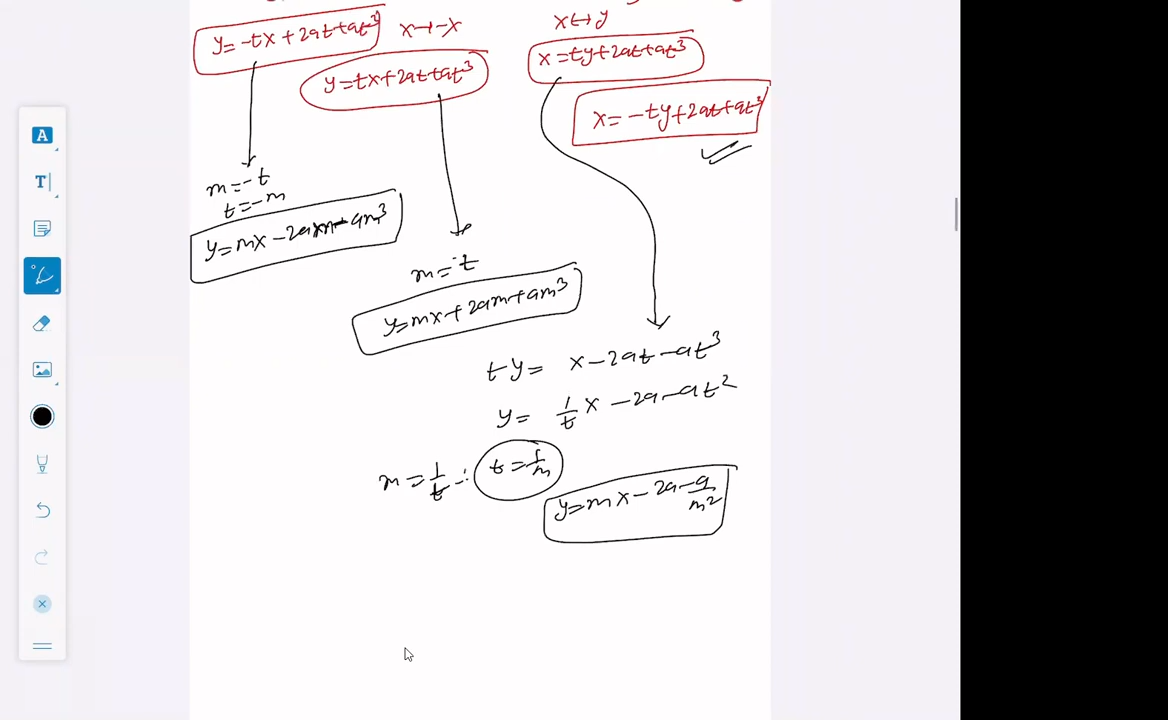 y=-tx+2at+at³
x→-x
y=tx+2at+at³
x↔y
x=ty+2at+at³
x=-ty+2at+at³
m=-t
t=-m
y=mx-2am-am³
m=t
y=mx+2am+am³
ty= x-2at-at³
y= 1/t x -2a-at²
m=1/t ∴ t=1/m
y=mx-2a-a/m²
A
T